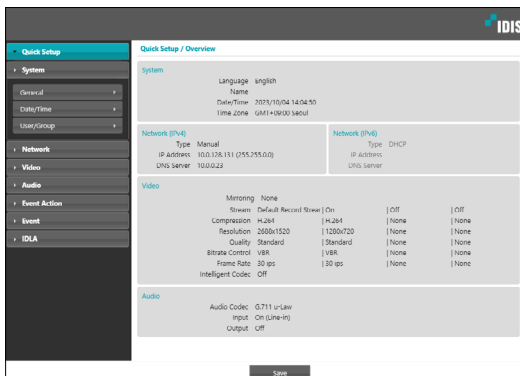 IDIS
Quick Setup
System
General
Date/Time
User/Group
Network
Video
Audio
Event Action
Event
IDLA
Quick Setup / Overview
System
Language English
Name
Date/Time 2023/10/04 14:04:50
Time Zone GMT+09:00 Seoul
Network (IPv4)
Type Manual
IP Address 10.0.128.131 (255.255.0.0)
DNS Server 10.0.0.23
Network (IPv6)
Type DHCP
IP Address
DNS Server
Video
Mirroring None
Stream Default Record Strear | On | Off | Off
Compression H.264 | H.264 | None | None
Resolution 2688x1520 | 1280x720 | None | None
Quality Standard | Standard | None | None
Bitrate Control VBR | VBR | None | None
Frame Rate 30 ips | 30 ips | None | None
Intelligent Codec Off
Audio
Audio Codec G.711 u-Law
Input On (Line-in)
Output Off
Save